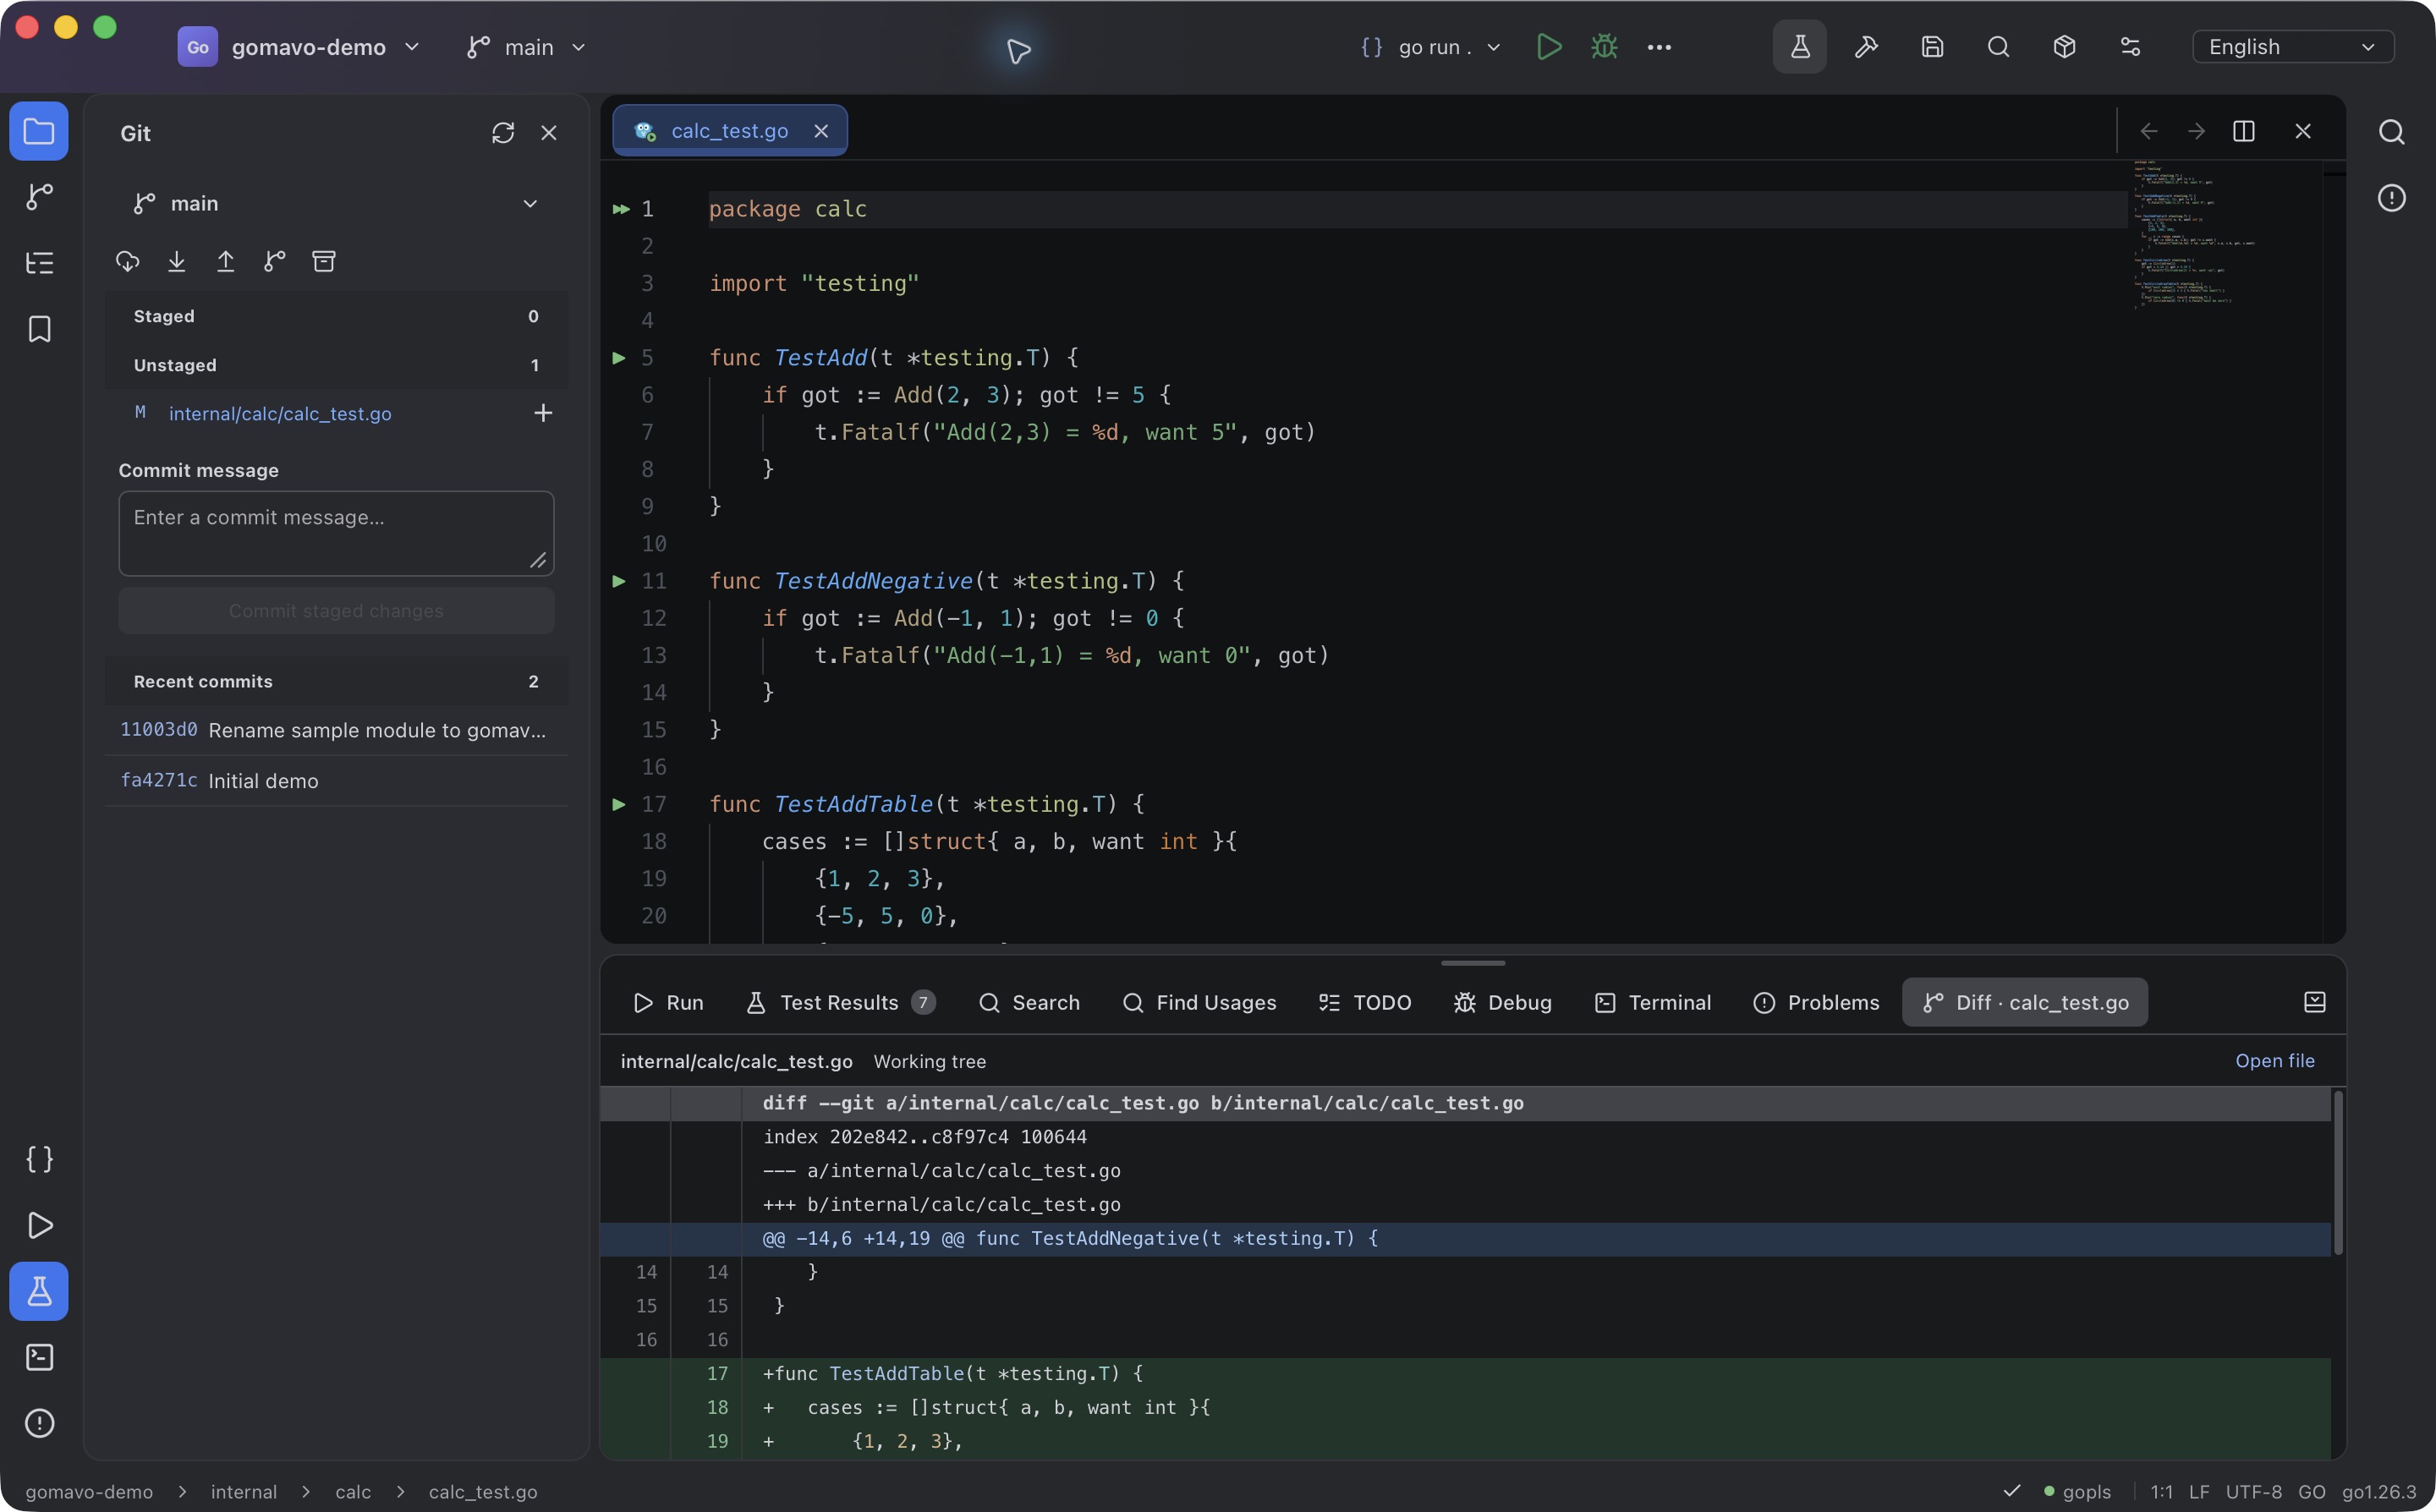 Go gomavo-demo main go run . English
Git
main
Staged 0
Unstaged 1
M internal/calc/calc_test.go
Commit message
Enter a commit message...
Commit staged changes
Recent commits 2
11003d0 Rename sample module to gomav...
fa4271c Initial demo
calc_test.go
1 package calc
2
3 import "testing"
4
5 func TestAdd(t *testing.T) {
6 if got := Add(2, 3); got != 5 {
7 t.Fatalf("Add(2,3) = %d, want 5", got)
8 }
9 }
10
11 func TestAddNegative(t *testing.T) {
12 if got := Add(-1, 1); got != 0 {
13 t.Fatalf("Add(-1,1) = %d, want 0", got)
14 }
15 }
16
17 func TestAddTable(t *testing.T) {
18 cases := []struct{ a, b, want int }{
19 {1, 2, 3},
20 {-5, 5, 0},
Run Test Results 7 Search Find Usages TODO Debug Terminal Problems Diff · calc_test.go
internal/calc/calc_test.go Working tree Open file
diff --git a/internal/calc/calc_test.go b/internal/calc/calc_test.go
index 202e842..c8f97c4 100644
--- a/internal/calc/calc_test.go
+++ b/internal/calc/calc_test.go
@@ -14,6 +14,19 @@ func TestAddNegative(t *testing.T) {
14 14 }
15 15 }
16 16
17 +func TestAddTable(t *testing.T) {
18 + cases := []struct{ a, b, want int }{
19 + {1, 2, 3},
gomavo-demo > internal > calc > calc_test.go
gopls 1:1 LF UTF-8 GO go1.26.3